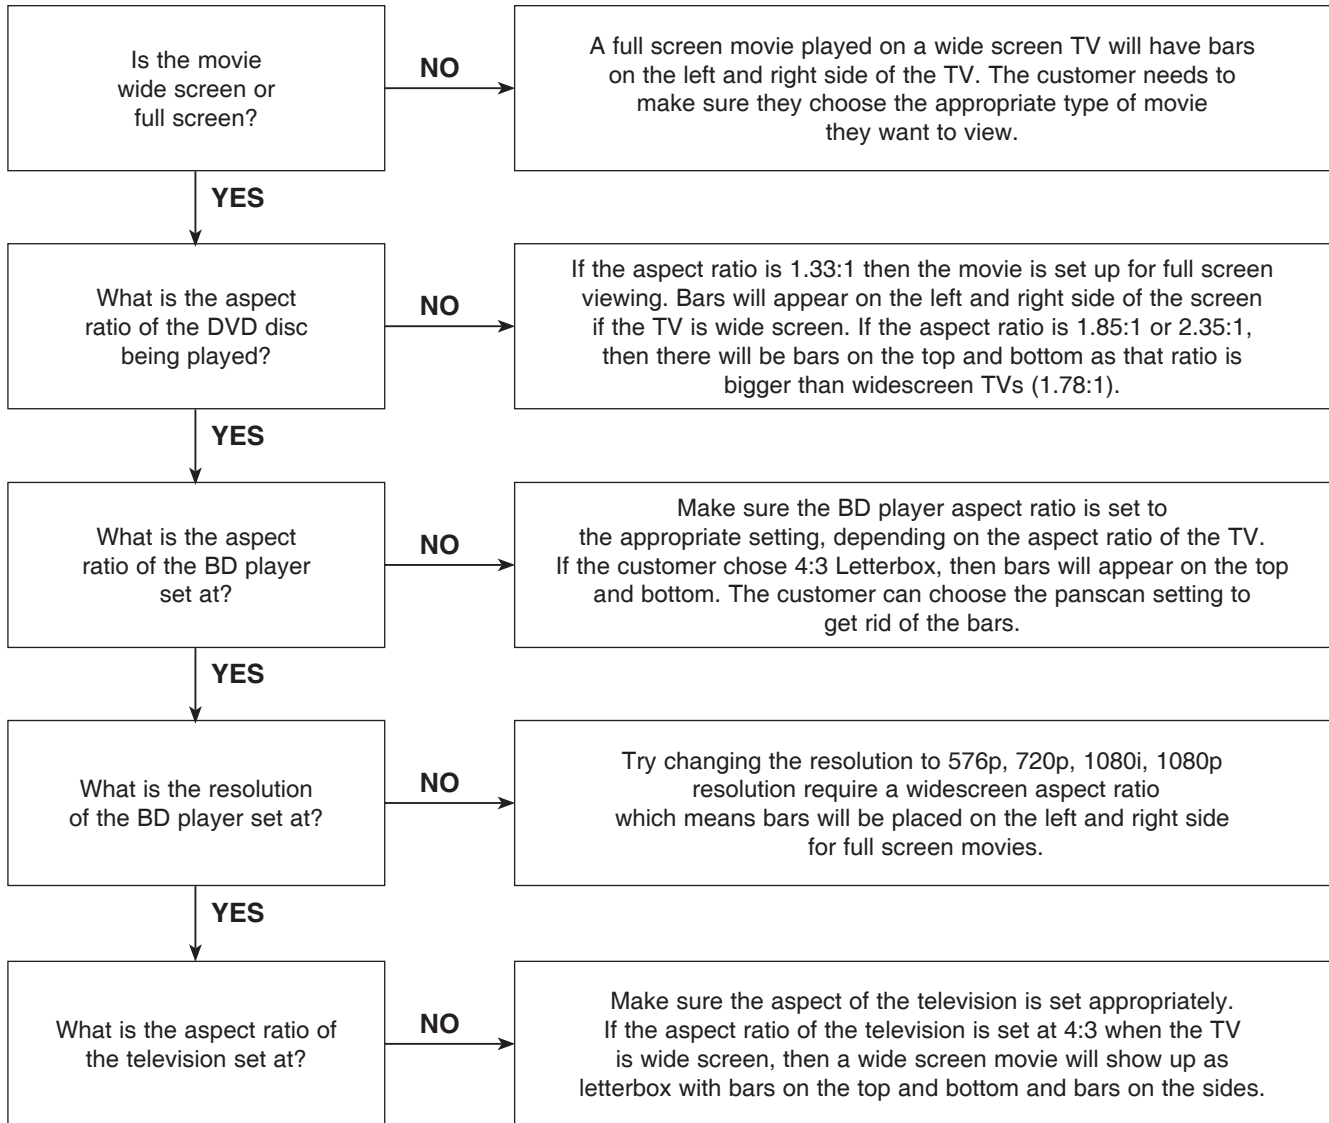 Is the movie
wide screen or
full screen?
NO
A full screen movie played on a wide screen TV will have bars
on the left and right side of the TV. The customer needs to
make sure they choose the appropriate type of movie
they want to view.
YES
What is the aspect
ratio of the DVD disc
being played?
NO
If the aspect ratio is 1.33:1 then the movie is set up for full screen
viewing. Bars will appear on the left and right side of the screen
if the TV is wide screen. If the aspect ratio is 1.85:1 or 2.35:1,
then there will be bars on the top and bottom as that ratio is
bigger than widescreen TVs (1.78:1).
YES
What is the aspect
ratio of the BD player
set at?
NO
Make sure the BD player aspect ratio is set to
the appropriate setting, depending on the aspect ratio of the TV.
If the customer chose 4:3 Letterbox, then bars will appear on the top
and bottom. The customer can choose the panscan setting to
get rid of the bars.
YES
What is the resolution
of the BD player set at?
NO
Try changing the resolution to 576p, 720p, 1080i, 1080p
resolution require a widescreen aspect ratio
which means bars will be placed on the left and right side
for full screen movies.
YES
What is the aspect ratio of
the television set at?
NO
Make sure the aspect of the television is set appropriately.
If the aspect ratio of the television is set at 4:3 when the TV
is wide screen, then a wide screen movie will show up as
letterbox with bars on the top and bottom and bars on the sides.